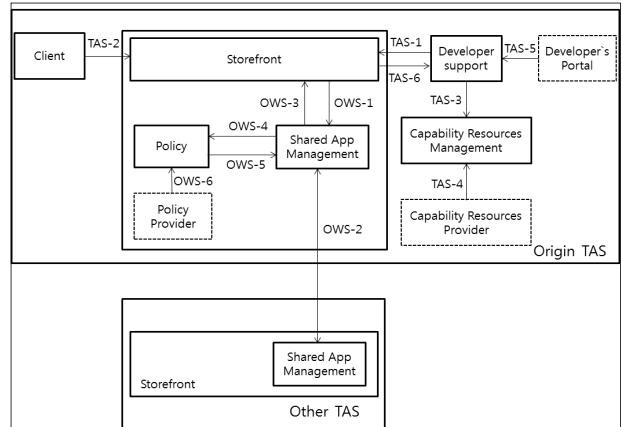 TAS-2
TAS-1
TAS-5
Client
Storefront
Developer
support
Developer`s
Portal
TAS-6
OWS-3
OWS-1
TAS-3
OWS-4
Policy
Shared App
Management
Capability Resources
Management
OWS-5
OWS-6
TAS-4
Policy
Provider
Capability Resources
Provider
OWS-2
Origin TAS
Shared App
Management
Storefront
Other TAS